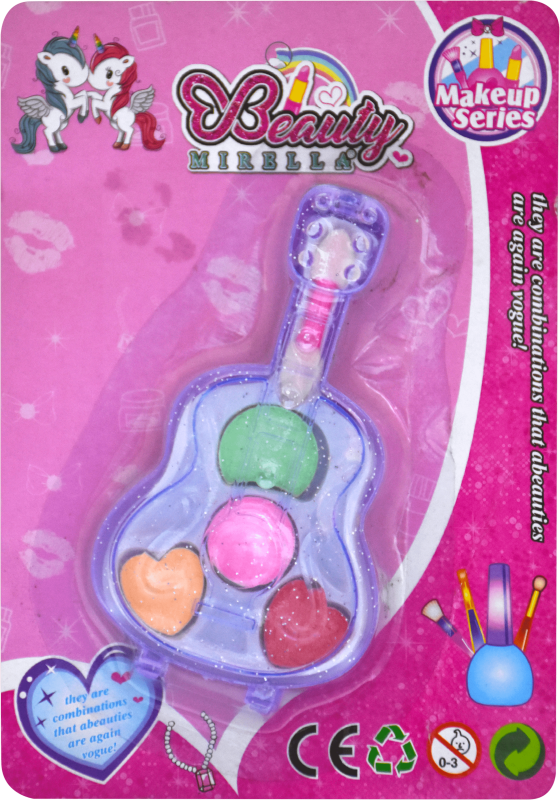 Beauty
MIRELLA
Makeup
Series
they are combinations that abeauties
are again vogue!
they are
combinations
that abeauties
are again
vogue!
CE
0-3